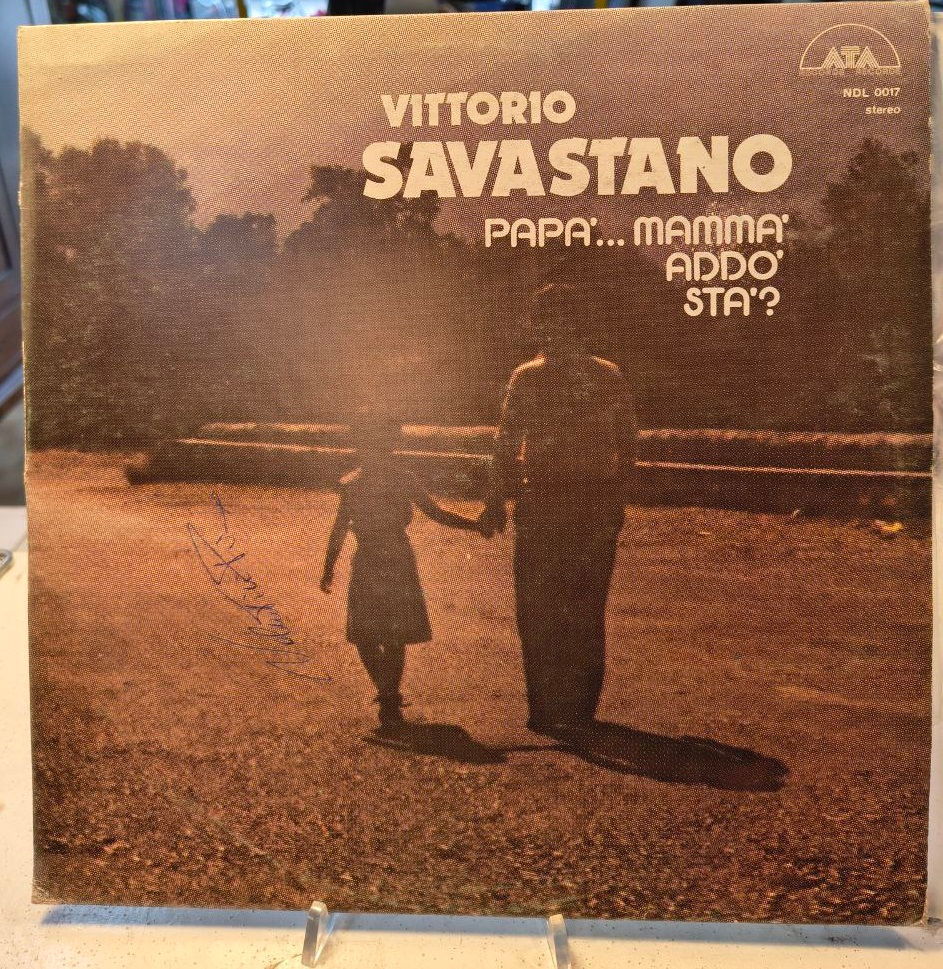 ATA
NDL 0017
stereo
VITTORIO
SAVASTANO
PAPA'... MAMMA'
ADDO'
STA'?